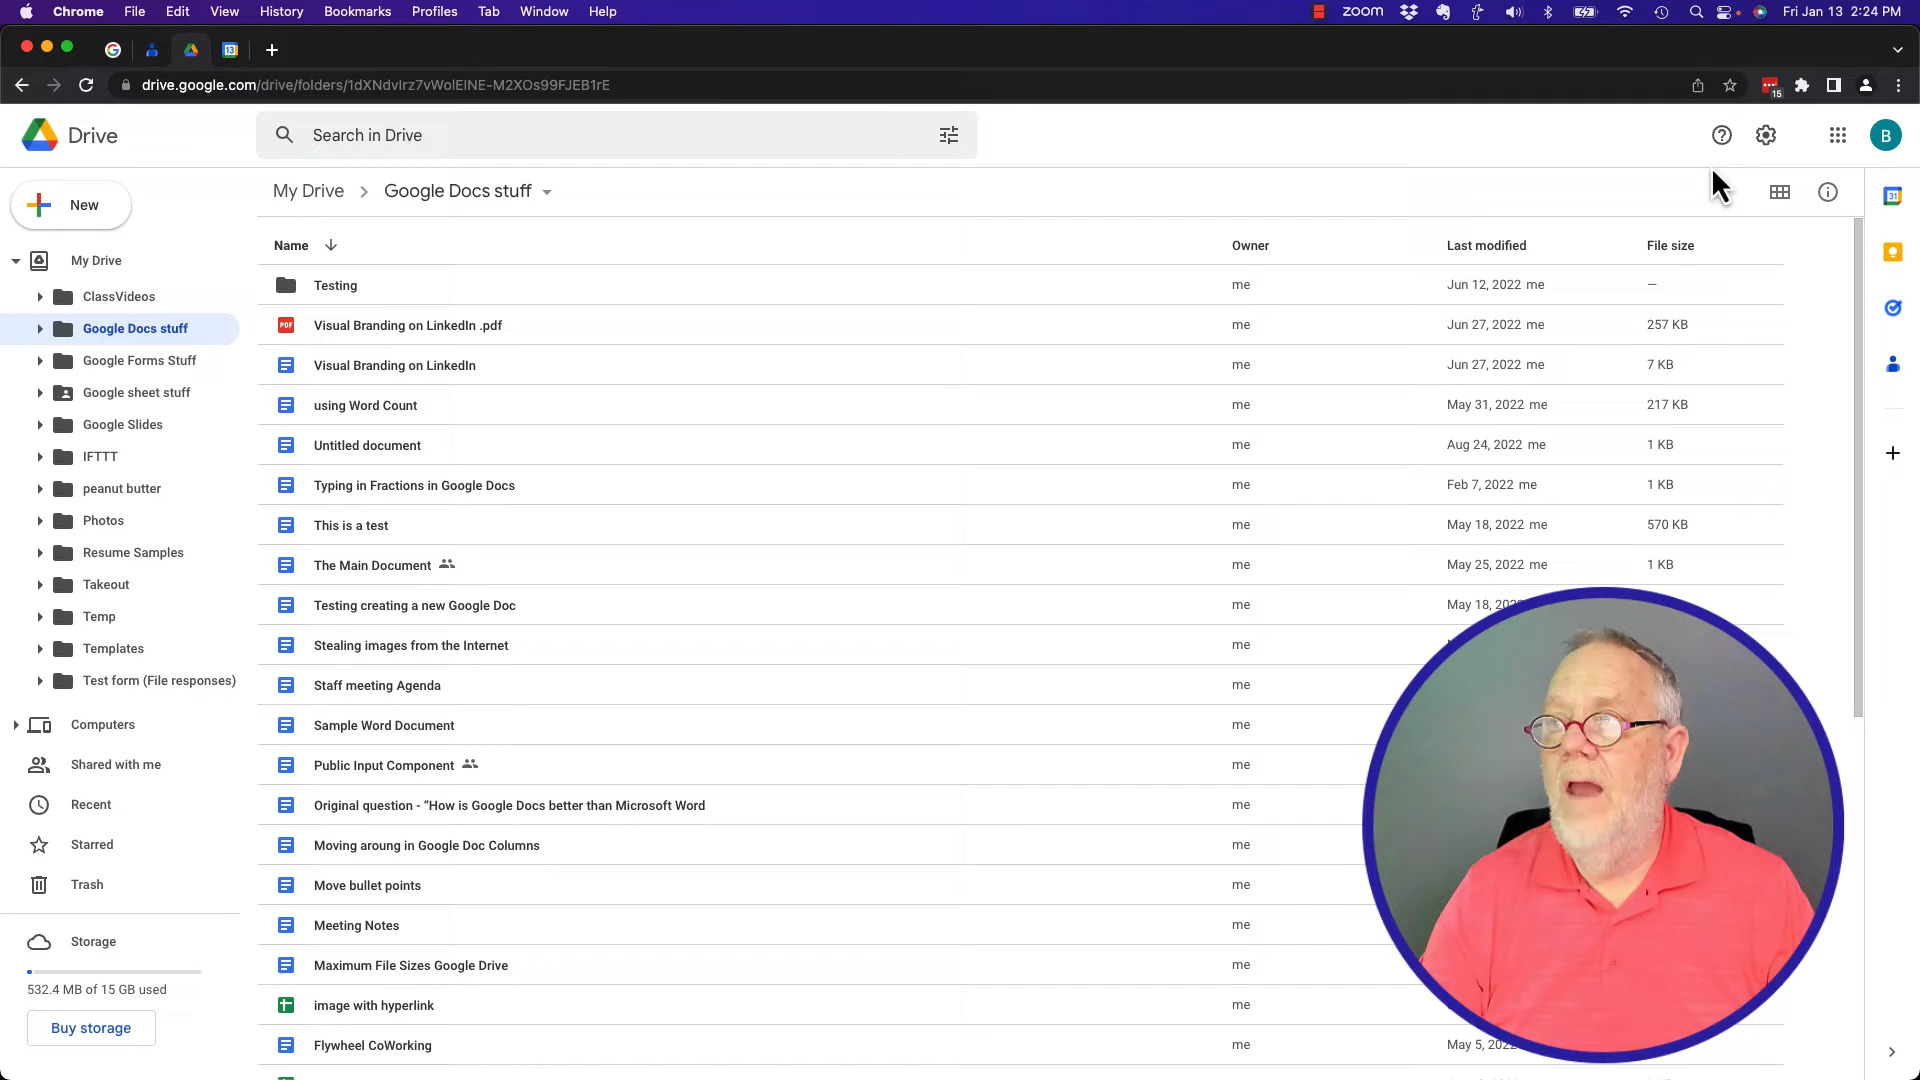 Chrome File Edit View History Bookmarks Profiles Tab Window Help zoom Fri Jan 13 2:24 PM
13
drive.google.com/drive/folders/1dXNdvIrz7vWolElNE-M2XOs99FJEB1rE 15
Drive Search in Drive B
New My Drive Google Docs stuff 31
Name Owner Last modified File size
My Drive
Testing me Jun 12, 2022 me —
ClassVideos
PDF Visual Branding on LinkedIn .pdf me Jun 27, 2022 me 257 KB
Google Docs stuff
Visual Branding on LinkedIn me Jun 27, 2022 me 7 KB
Google Forms Stuff
using Word Count me May 31, 2022 me 217 KB
Google sheet stuff
Untitled document me Aug 24, 2022 me 1 KB
Google Slides
Typing in Fractions in Google Docs me Feb 7, 2022 me 1 KB
IFTTT
peanut butter
This is a test me May 18, 2022 me 570 KB
Photos
The Main Document me May 25, 2022 me 1 KB
Resume Samples
Takeout
Testing creating a new Google Doc me May 18, 202
Temp
Stealing images from the Internet me
Templates
Staff meeting Agenda me
Test form (File responses)
Sample Word Document me
Computers
Public Input Component me
Shared with me
Original question - “How is Google Docs better than Microsoft Word me
Recent
Moving aroung in Google Doc Columns me
Starred
Move bullet points me
Trash
Meeting Notes me
Storage
Maximum File Sizes Google Drive me
532.4 MB of 15 GB used
image with hyperlink me
Buy storage
Flywheel CoWorking me May 5, 2022